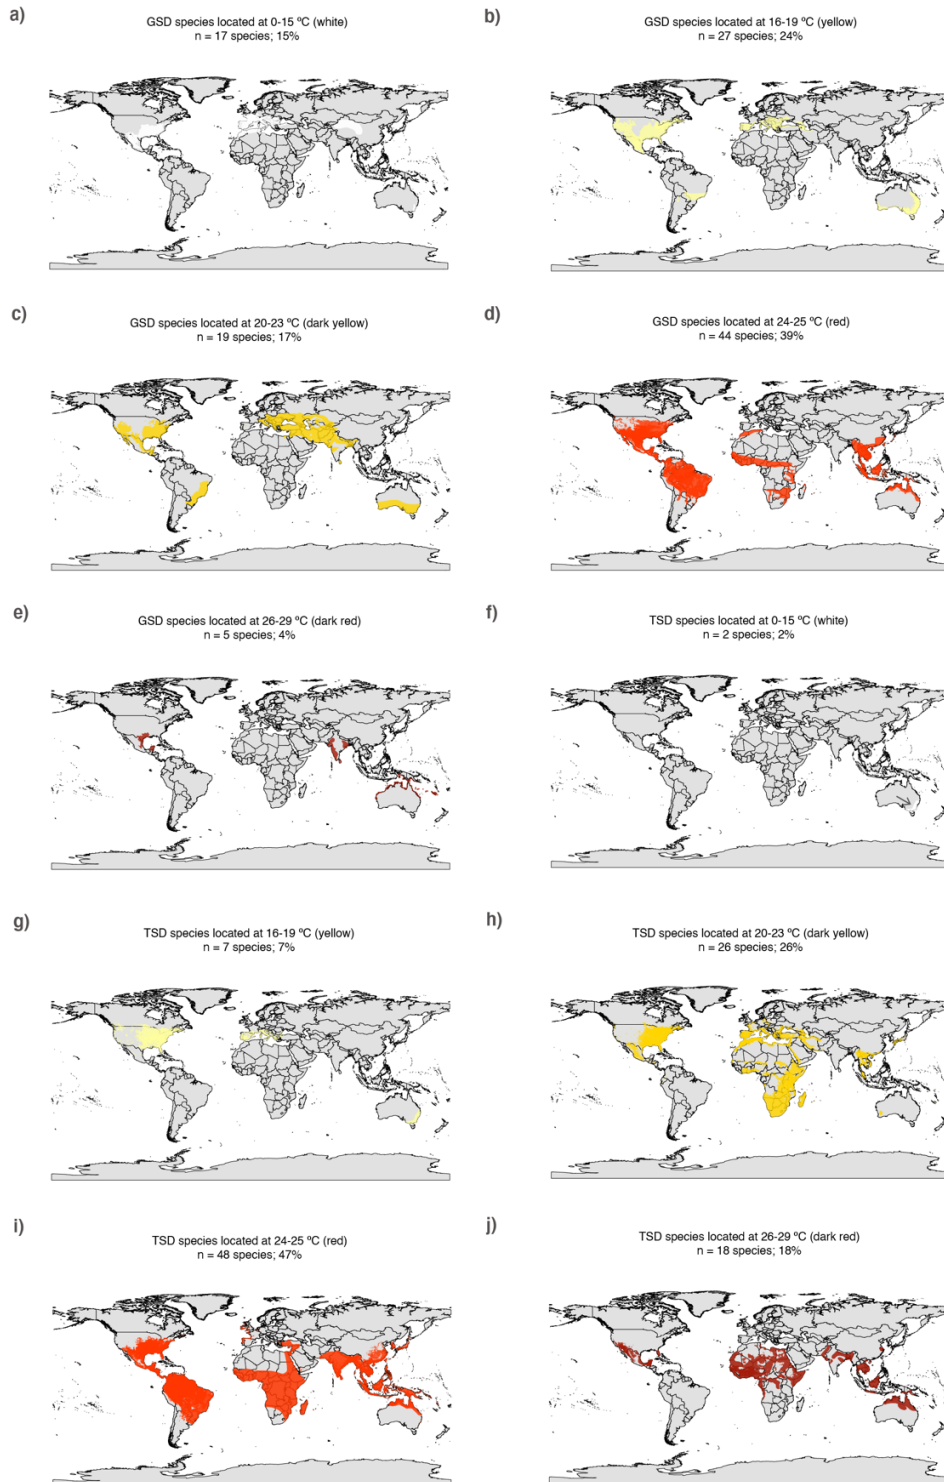 a)
GSD species located at 0-15 ºC (white)
n = 17 species; 15%
b)
GSD species located at 16-19 ºC (yellow)
n = 27 species; 24%
c)
GSD species located at 20-23 ºC (dark yellow)
n = 19 species; 17%
d)
GSD species located at 24-25 ºC (red)
n = 44 species; 39%
e)
GSD species located at 26-29 ºC (dark red)
n = 5 species; 4%
f)
TSD species located at 0-15 ºC (white)
n = 2 species; 2%
g)
TSD species located at 16-19 ºC (yellow)
n = 7 species; 7%
h)
TSD species located at 20-23 ºC (dark yellow)
n = 26 species; 26%
i)
TSD species located at 24-25 ºC (red)
n = 48 species; 47%
j)
TSD species located at 26-29 ºC (dark red)
n = 18 species; 18%